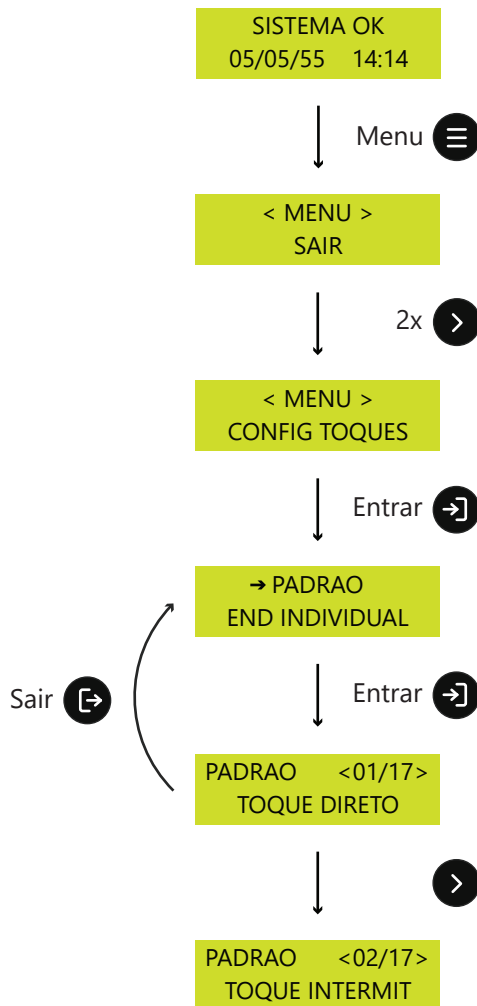 SISTEMA OK
05/05/55 14:14
Menu
< MENU >
SAIR
2x
< MENU >
CONFIG TOQUES
Entrar
➔ PADRAO
END INDIVIDUAL
Sair
Entrar
PADRAO <01/17>
TOQUE DIRETO
PADRAO <02/17>
TOQUE INTERMIT